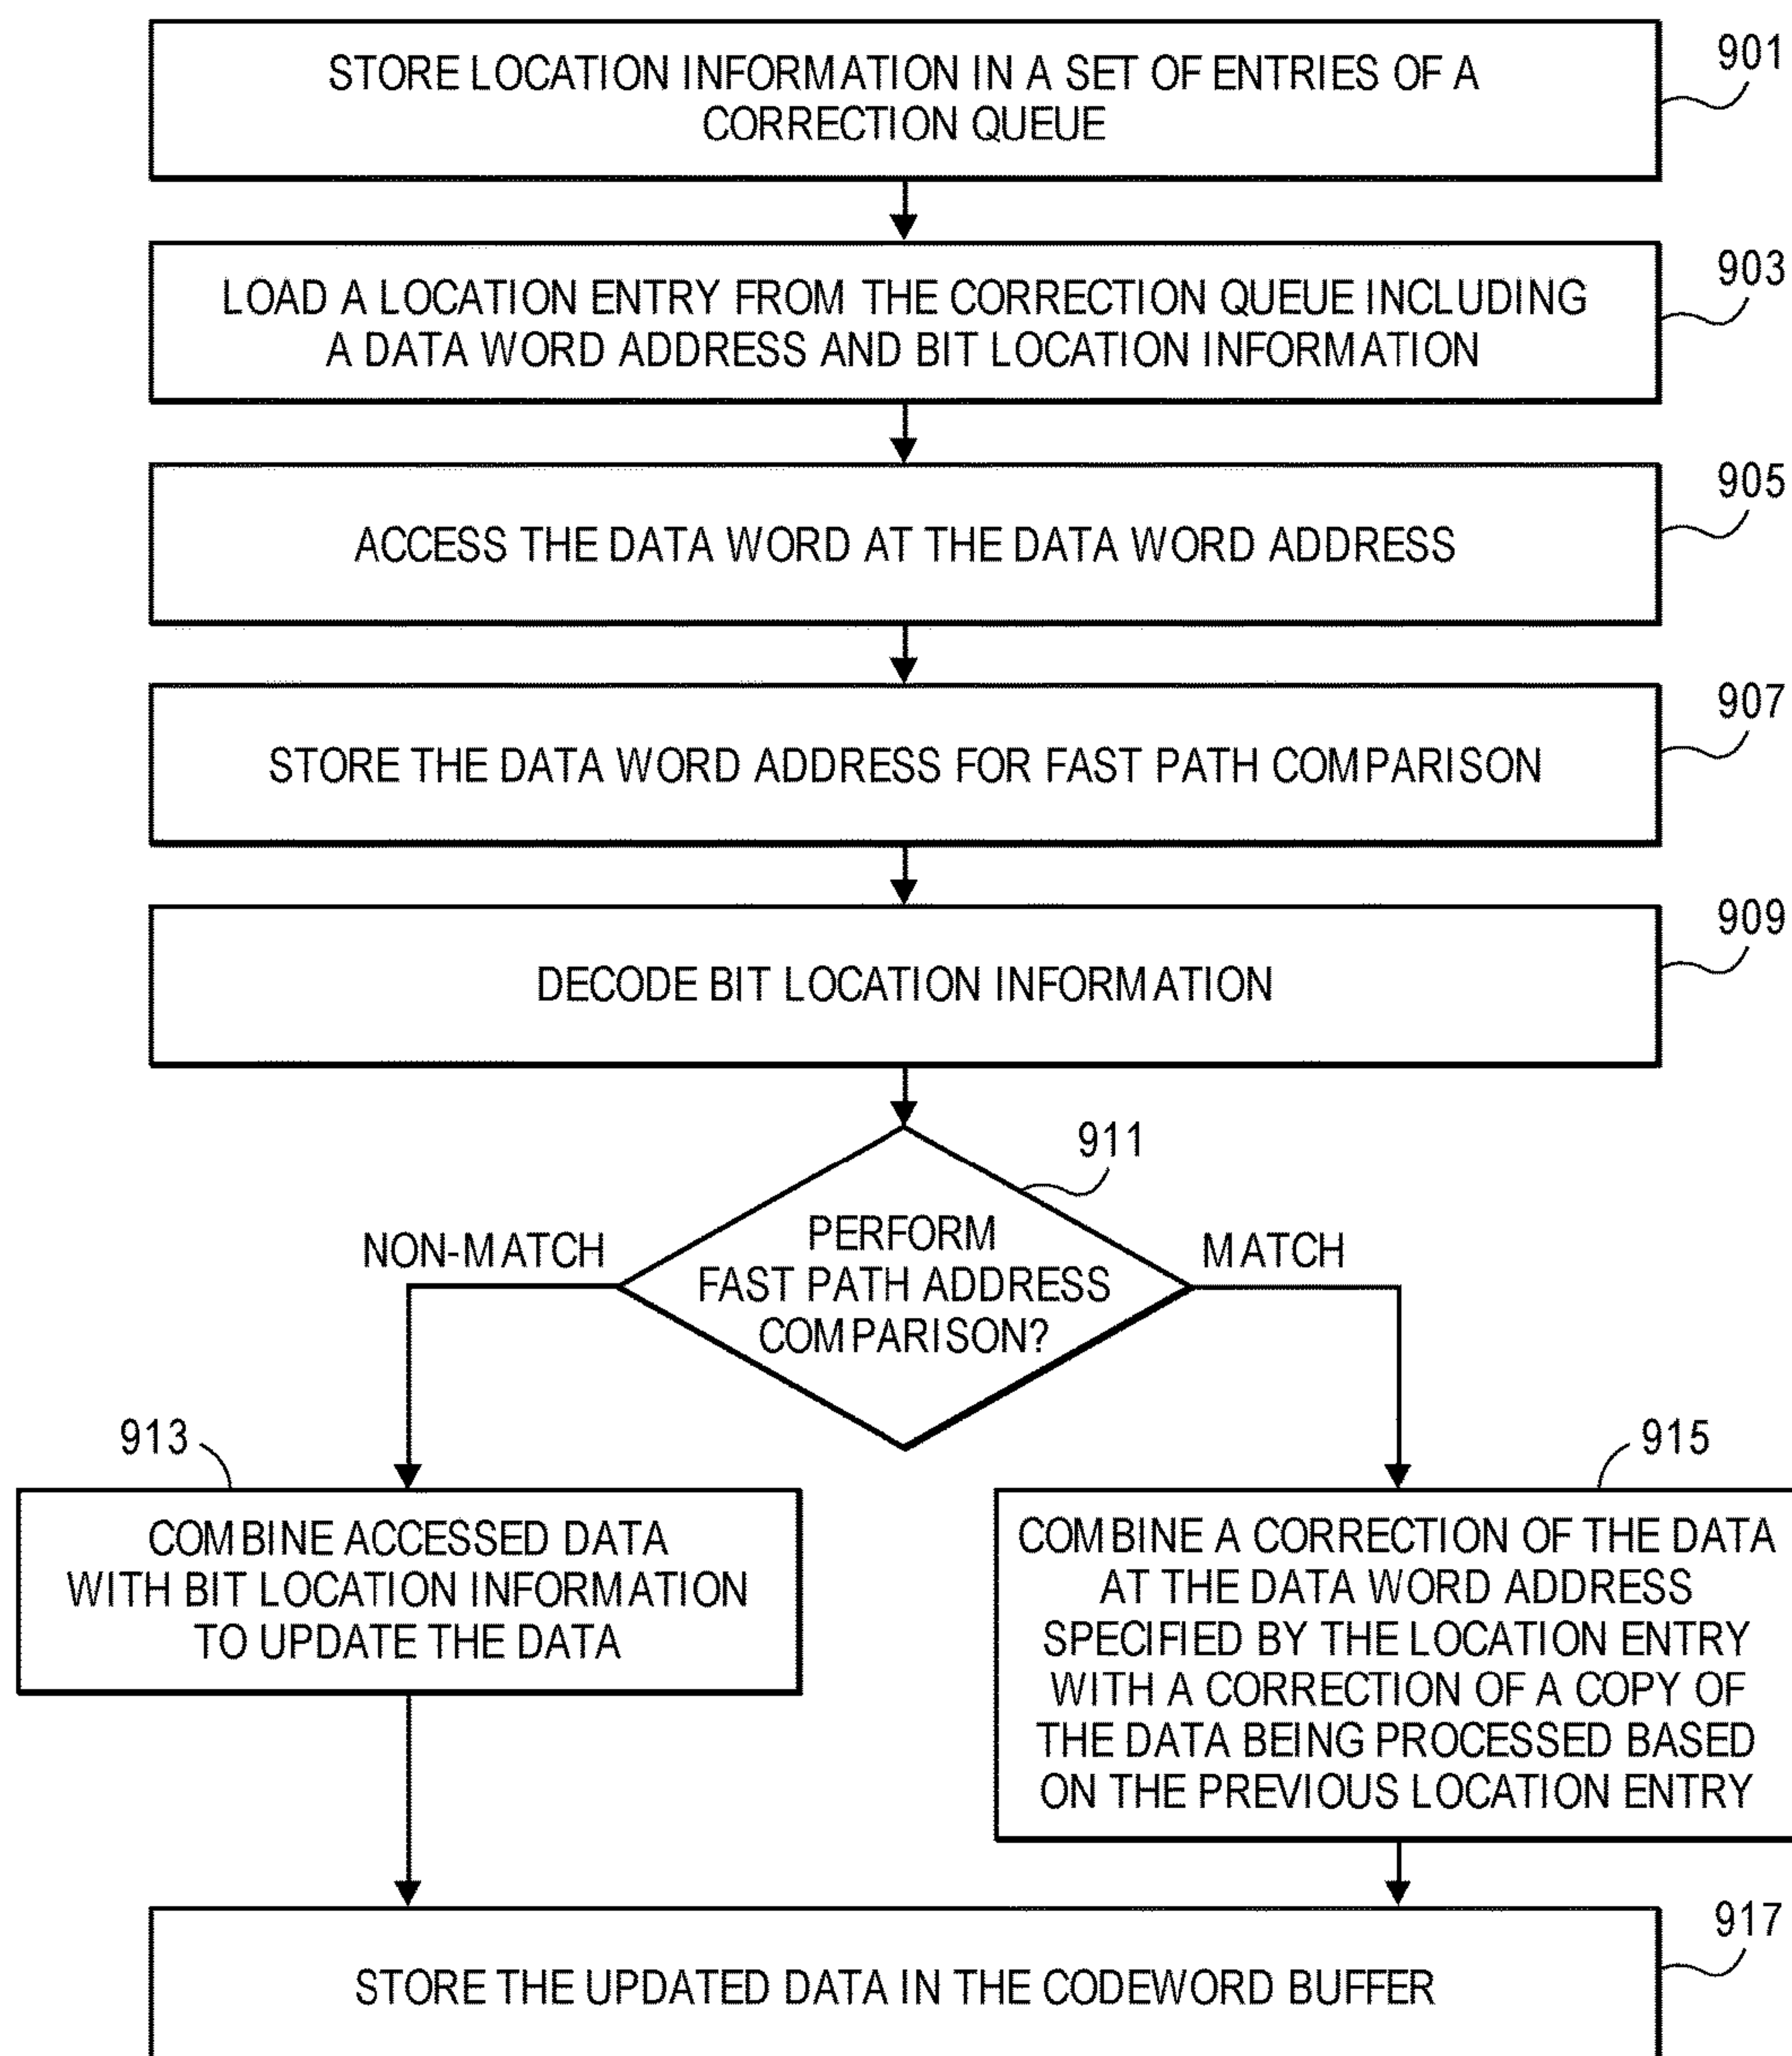 STORE LOCATION INFORMATION IN A SET OF ENTRIES OF A
CORRECTION QUEUE
901
LOAD A LOCATION ENTRY FROM THE CORRECTION QUEUE INCLUDING
A DATA WORD ADDRESS AND BIT LOCATION INFORMATION
903
ACCESS THE DATA WORD AT THE DATA WORD ADDRESS
905
STORE THE DATA WORD ADDRESS FOR FAST PATH COMPARISON
907
DECODE BIT LOCATION INFORMATION
909
911
PERFORM
FAST PATH ADDRESS
COMPARISON?
NON-MATCH
MATCH
913
COMBINE ACCESSED DATA
WITH BIT LOCATION INFORMATION
TO UPDATE THE DATA
915
COMBINE A CORRECTION OF THE DATA
AT THE DATA WORD ADDRESS
SPECIFIED BY THE LOCATION ENTRY
WITH A CORRECTION OF A COPY OF
THE DATA BEING PROCESSED BASED
ON THE PREVIOUS LOCATION ENTRY
STORE THE UPDATED DATA IN THE CODEWORD BUFFER
917